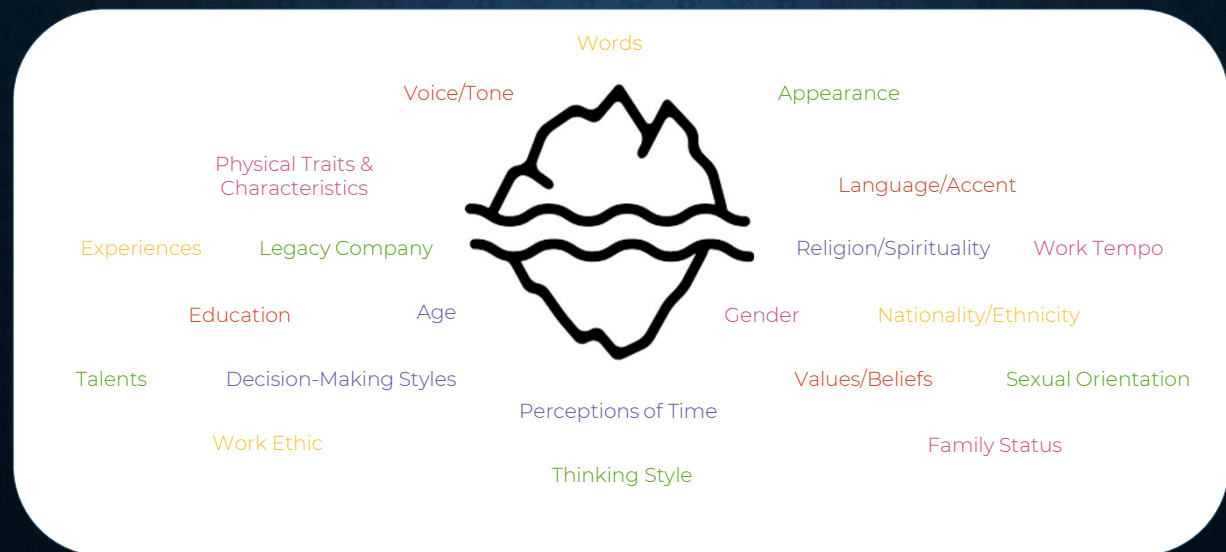 Words
Voice/Tone
Appearance
Physical Traits &
Characteristics
Language/Accent
Experiences
Legacy Company
Religion/Spirituality
Work Tempo
Education
Age
Gender
Nationality/Ethnicity
Talents
Decision-Making Styles
Values/Beliefs
Sexual Orientation
Perceptions of Time
Work Ethic
Family Status
Thinking Style